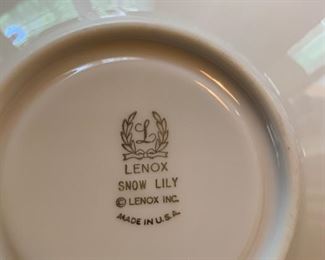 L
LENOX
SNOW LILY
© LENOX INC.
MADE IN U.S.A.